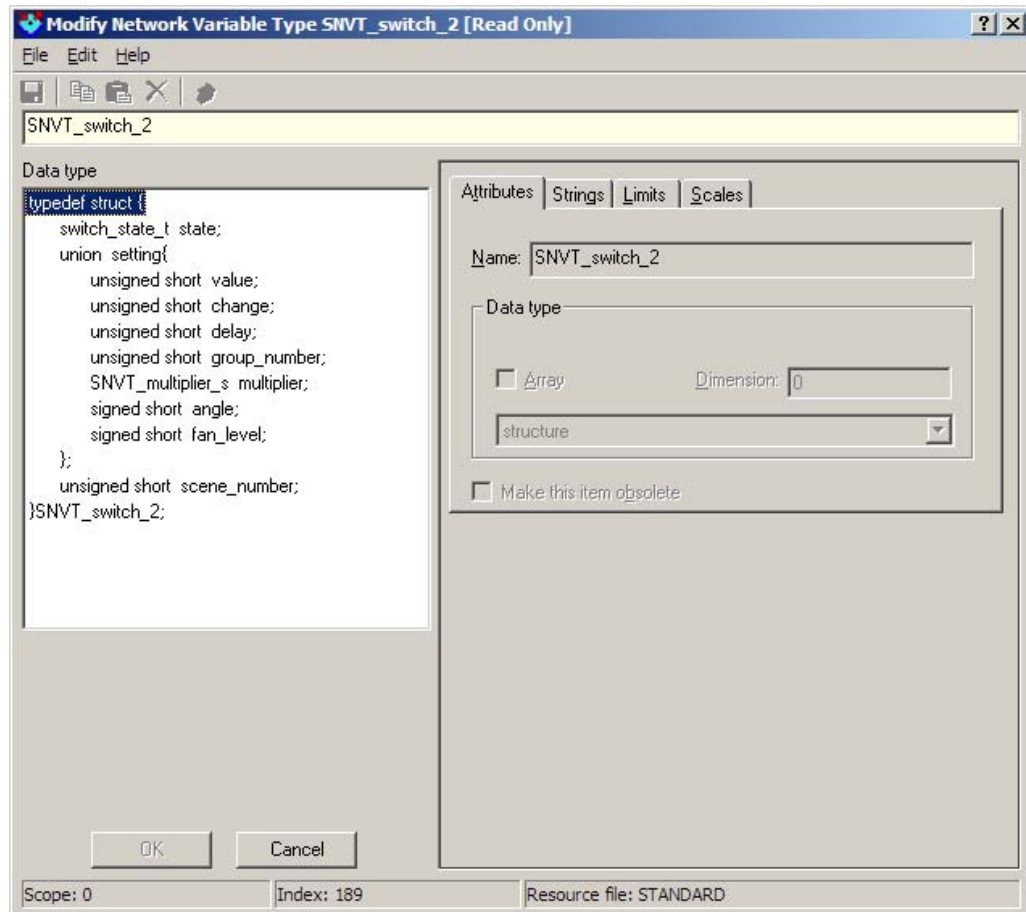 Modify Network Variable Type SNVT_switch_2 [Read Only]
File Edit Help
SNVT_switch_2
Data type
typedef struct {
switch_state_t state;
union setting{
unsigned short value;
unsigned short change;
unsigned short delay;
unsigned short group_number;
SNVT_multiplier_s multiplier;
signed short angle;
signed short fan_level;
};
unsigned short scene_number;
}SNVT_switch_2;
Attributes Strings Limits Scales
Name: SNVT_switch_2
Data type
Array Dimension: 0
structure
Make this item obsolete
OK Cancel
Scope: 0 Index: 189 Resource file: STANDARD